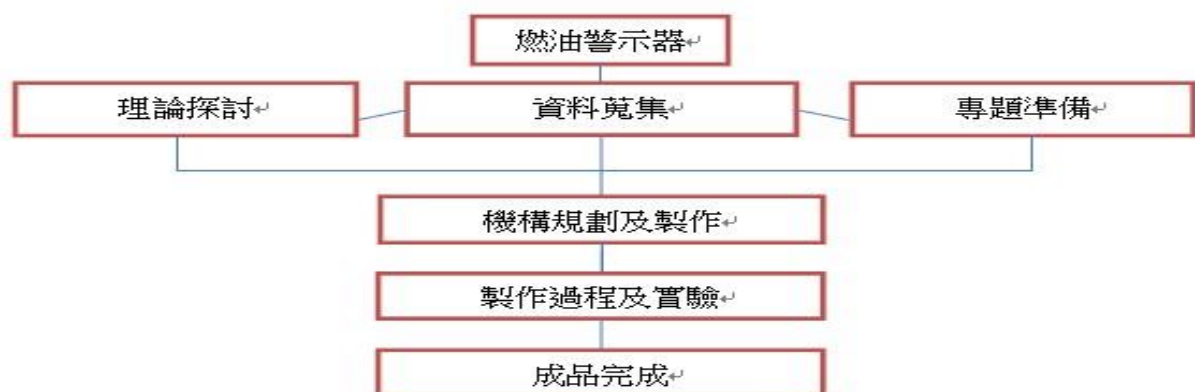 燃油警示器
理論探討
資料蒐集
專題準備
機構規劃及製作
製作過程及實驗
成品完成